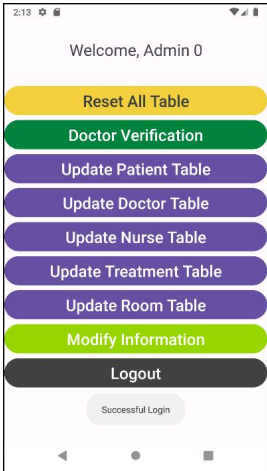 2:13
Welcome, Admin 0
Reset All Table
Doctor Verification
Update Patient Table
Update Doctor Table
Update Nurse Table
Update Treatment Table
Update Room Table
Modify Information
Logout
Successful Login